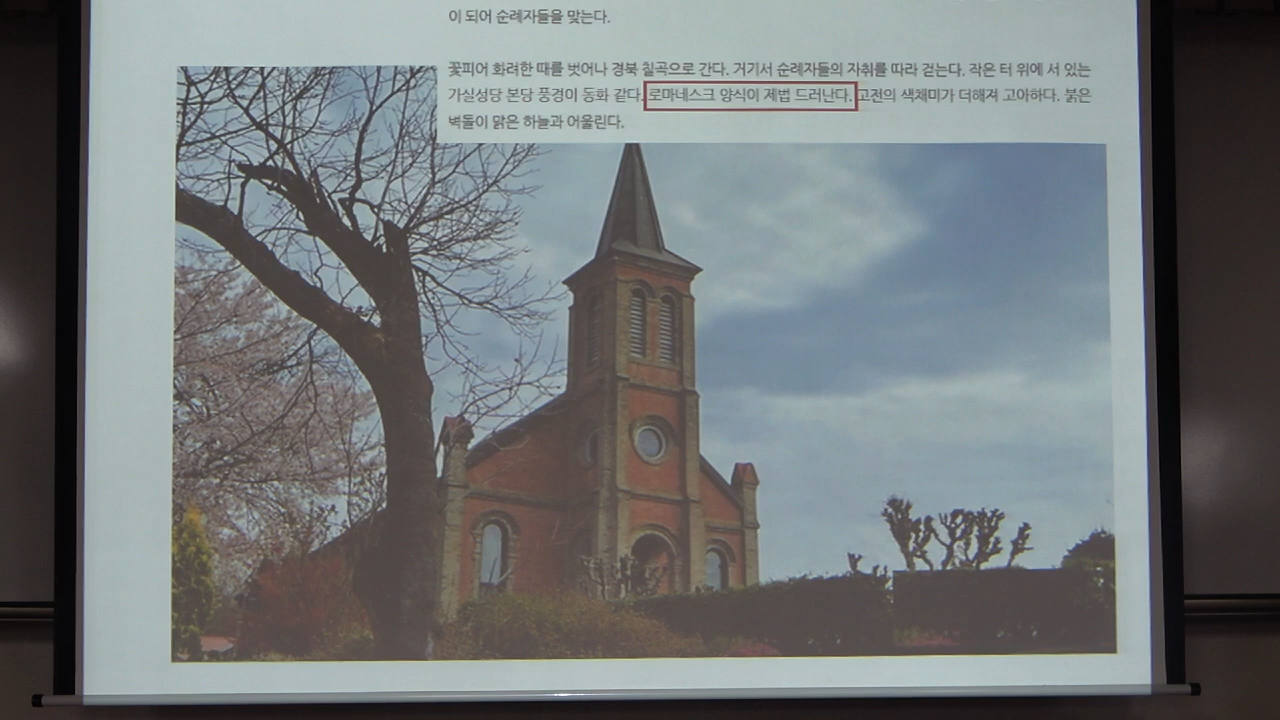 이 되어 순례자들을 맞는다.
꽃피어 화려한 때를 벗어나 경북 칠곡으로 간다. 거기서 순례자들의 자취를 따라 걷는다. 작은 터 위에 서 있는
가실성당 본당 풍경이 동화 같다. 로마네스크 양식이 제법 드러난다. 고전의 색채미가 더해져 고아하다. 붉은
벽돌이 맑은 하늘과 어울린다.